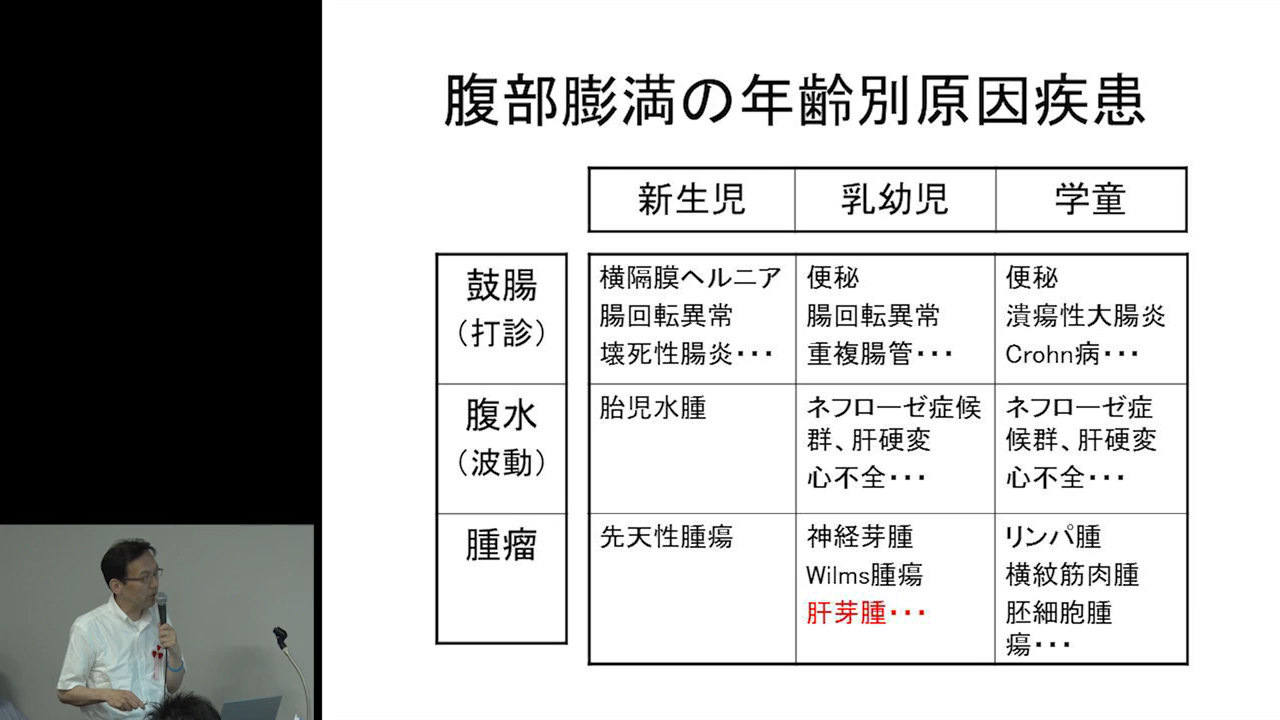 腹部膨満の年齢別原因疾患
新生児 乳幼児 学童
鼓腸
（打診）
横隔膜ヘルニア
腸回転異常
壊死性腸炎・・・
便秘
腸回転異常
重複腸管・・・
便秘
潰瘍性大腸炎
Crohn病・・・
腹水
（波動）
胎児水腫
ネフローゼ症候
群、肝硬変
心不全・・・
ネフローゼ症
候群、肝硬変
心不全・・・
腫瘤
先天性腫瘍
神経芽腫
Wilms腫瘍
肝芽腫・・・
リンパ腫
横紋筋肉腫
胚細胞腫
瘍・・・